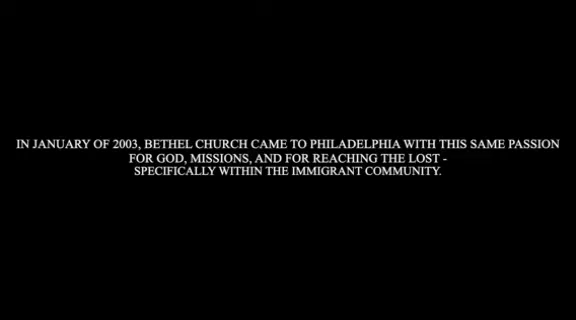 IN JANUARY OF 2003, BETHEL CHURCH CAME TO PHILADELPHIA WITH THIS SAME PASSION
FOR GOD, MISSIONS, AND FOR REACHING THE LOST -
SPECIFICALLY WITHIN THE IMMIGRANT COMMUNITY.